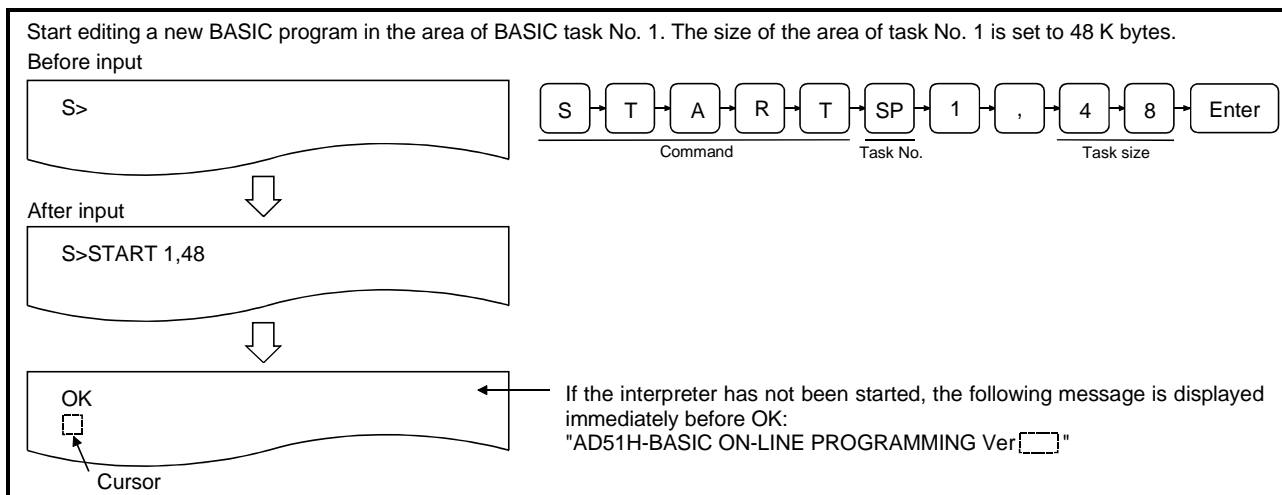 Start editing a new BASIC program in the area of BASIC task No. 1. The size of the area of task No. 1 is set to 48 K bytes.
Before input
S>
S T A R T SP 1 , 4 8 Enter
Command Task No. Task size
After input
S>START 1,48
OK
Cursor
If the interpreter has not been started, the following message is displayed
immediately before OK:
"AD51H-BASIC ON-LINE PROGRAMMING Ver "